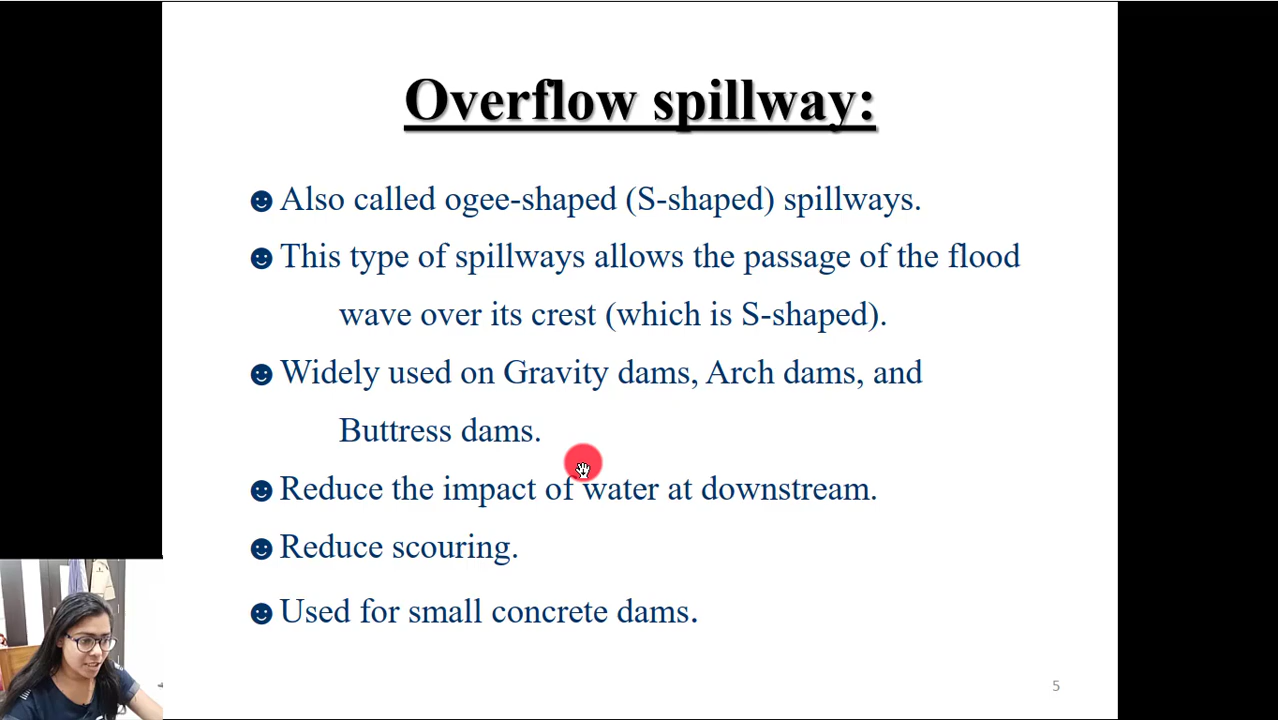 Overflow spillway:
☻Also called ogee-shaped (S-shaped) spillways.
☻This type of spillways allows the passage of the flood
wave over its crest (which is S-shaped).
☻Widely used on Gravity dams, Arch dams, and
Buttress dams.
☻Reduce the impact of water at downstream.
☻Reduce scouring.
☻Used for small concrete dams.
5